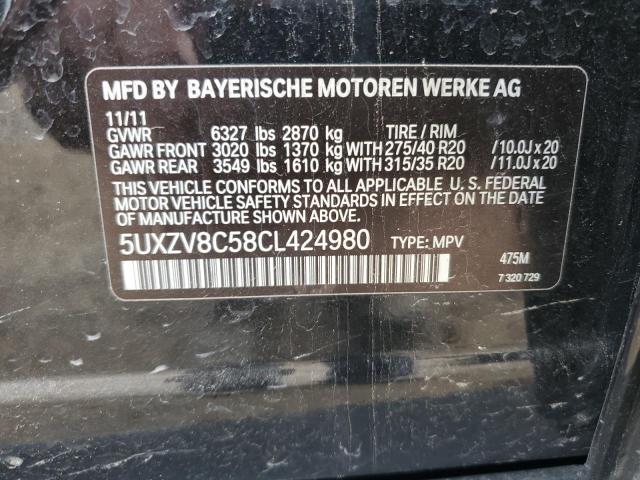 MFD BY BAYERISCHE MOTOREN WERKE AG
11/11
GVWR 6327 lbs 2870 kg TIRE / RIM
GAWR FRONT 3020 lbs 1370 kg WITH 275/40 R20 /10.0J x 20
GAWR REAR 3549 lbs 1610 kg WITH 315/35 R20 /11.0J x 20
THIS VEHICLE CONFORMS TO ALL APPLICABLE U. S. FEDERAL
MOTOR VEHICLE SAFETY STANDARDS IN EFFECT ON THE DATE OF
MANUFACTURE SHOWN ABOVE.
5UXZV8C58CL424980 TYPE: MPV
475M
7 320 729